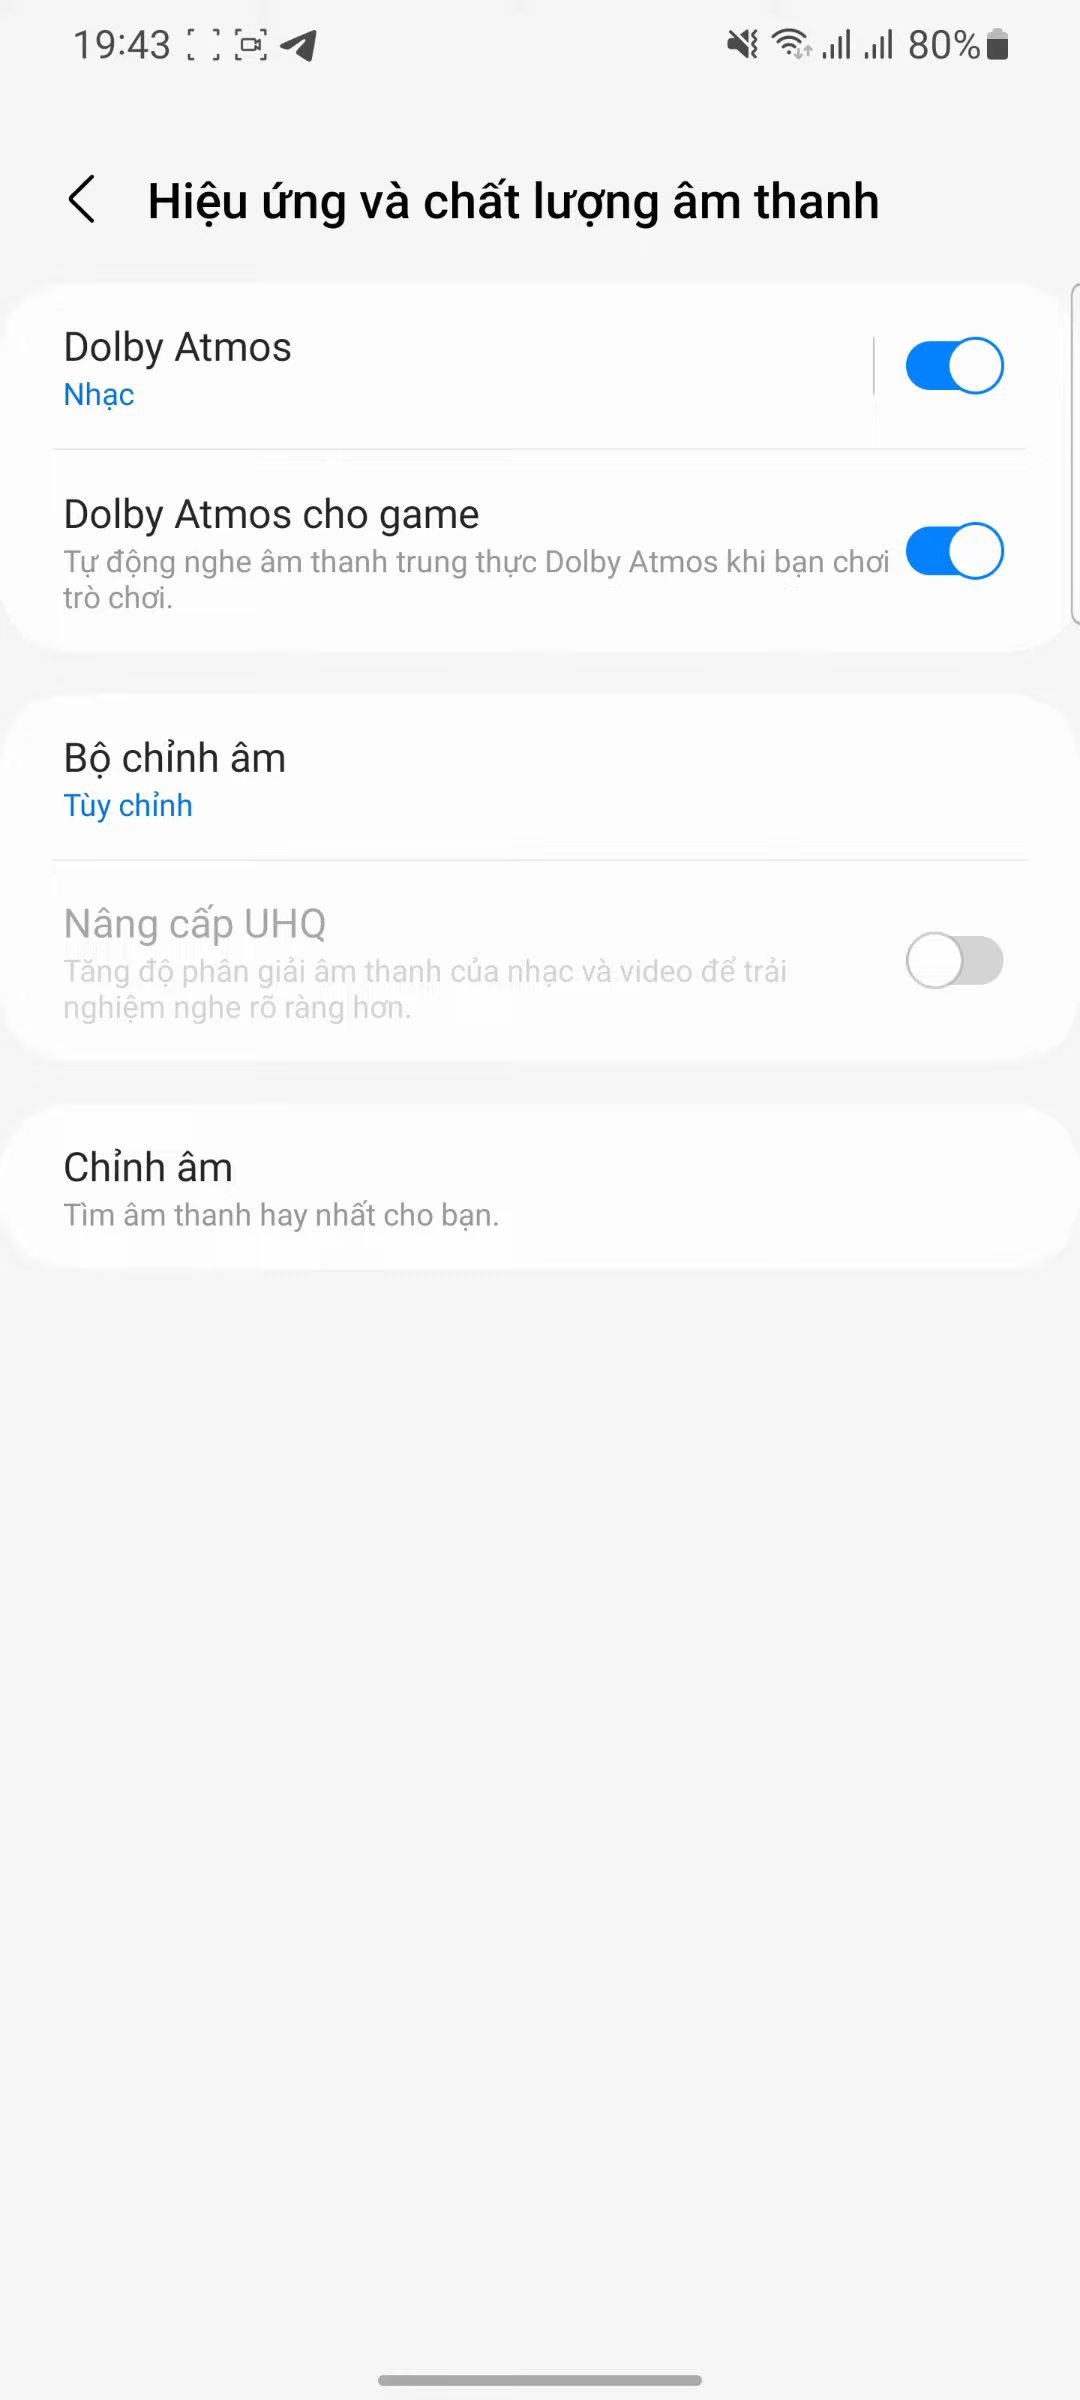 19:43
80%
Hiệu ứng và chất lượng âm thanh
Dolby Atmos
Nhạc
Dolby Atmos cho game
Tự động nghe âm thanh trung thực Dolby Atmos khi bạn chơi
trò chơi.
Bộ chỉnh âm
Tùy chỉnh
Nâng cấp UHQ
Tăng độ phân giải âm thanh của nhạc và video để trải
nghiệm nghe rõ ràng hơn.
Chỉnh âm
Tìm âm thanh hay nhất cho bạn.